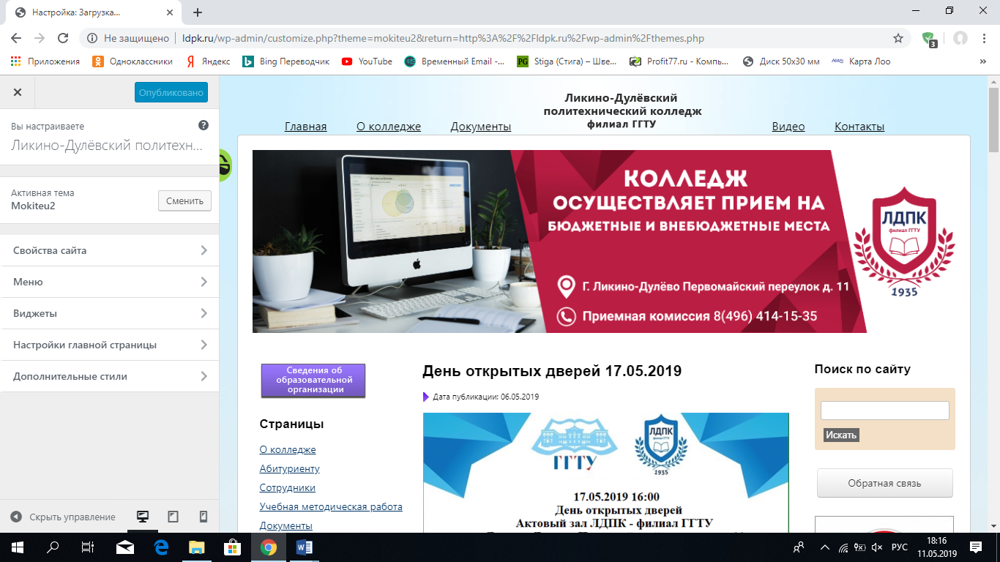 Настройка: Загрузка...
Не защищено
ldpk.ru/wp-admin/customize.php?theme=mokiteu2&return=http%3A%2F%2Fldpk.ru%2Fwp-admin%2Fthemes.php
3
Приложения
Одноклассники
Яндекс
Bing Переводчик
YouTube
Временный Email -...
PG
Stiga (Стига) – Шве...
Profit77.ru - Компь...
Диск 50x30 мм
Карта Лоо
»
Опубликовано
Вы настраиваете
Ликино-Дулёвский политехн...
Активная тема
Mokiteu2
Сменить
Свойства сайта
Меню
Виджеты
Настройки главной страницы
Дополнительные стили
Скрыть управление
Ликино-Дулёвский
политехнический колледж
филиал ГГТУ
Главная
О колледже
Документы
Видео
Контакты
КОЛЛЕДЖ
ОСУЩЕСТВЛЯЕТ ПРИЕМ НА
БЮДЖЕТНЫЕ И ВНЕБЮДЖЕТНЫЕ МЕСТА
Г. Ликино-Дулёво Первомайский переулок д. 11
Приемная комиссия 8(496) 414-15-35
ЛДПК
филиал ГГТУ
1935
Сведения об
образовательной
организации
Страницы
О колледже
Абитуриенту
Сотрудники
Учебная методическая работа
Документы
День открытых дверей 17.05.2019
Дата публикации: 06.05.2019
ГГТУ
ЛДПК
филиал ГГТУ
1935
17.05.2019 16:00
День открытых дверей
Актовый зал ЛДПК - филиал ГГТУ
Поиск по сайту
Искать
Обратная связь
РУС
18:16
11.05.2019